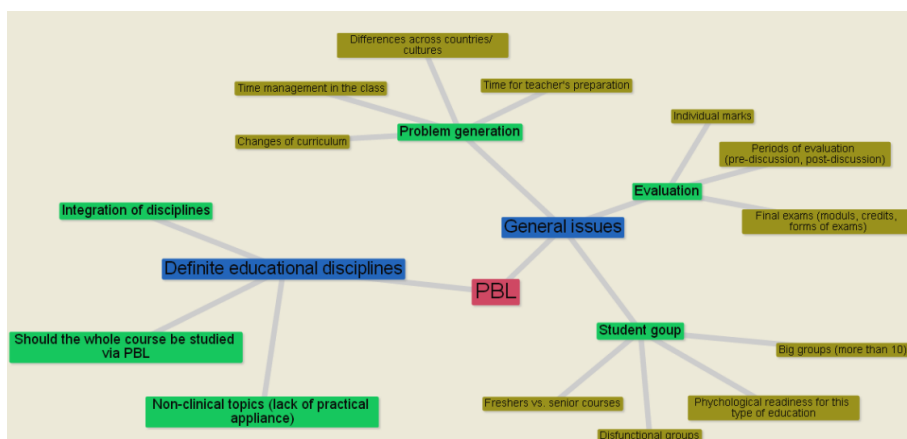 Differences across countries/
cultures
Time management in the class
Time for teacher's preparation
Changes of curriculum
Problem generation
Individual marks
Periods of evaluation
(pre-discussion, post-discussion)
Evaluation
Final exams (moduls, credits,
forms of exams)
Integration of disciplines
General issues
Definite educational disciplines
PBL
Should the whole course be studied
via PBL
Student goup
Big groups (more than 10)
Non-clinical topics (lack of practical
appliance)
Freshers vs. senior courses
Phychological readiness for this
type of education
Disfunctional groups